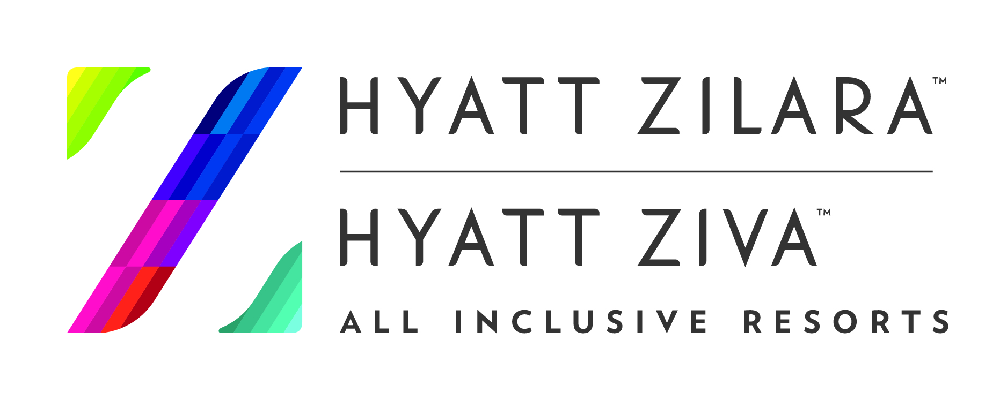 HYATT ZILARA™
HYATT ZIVA™
ALL INCLUSIVE RESORTS